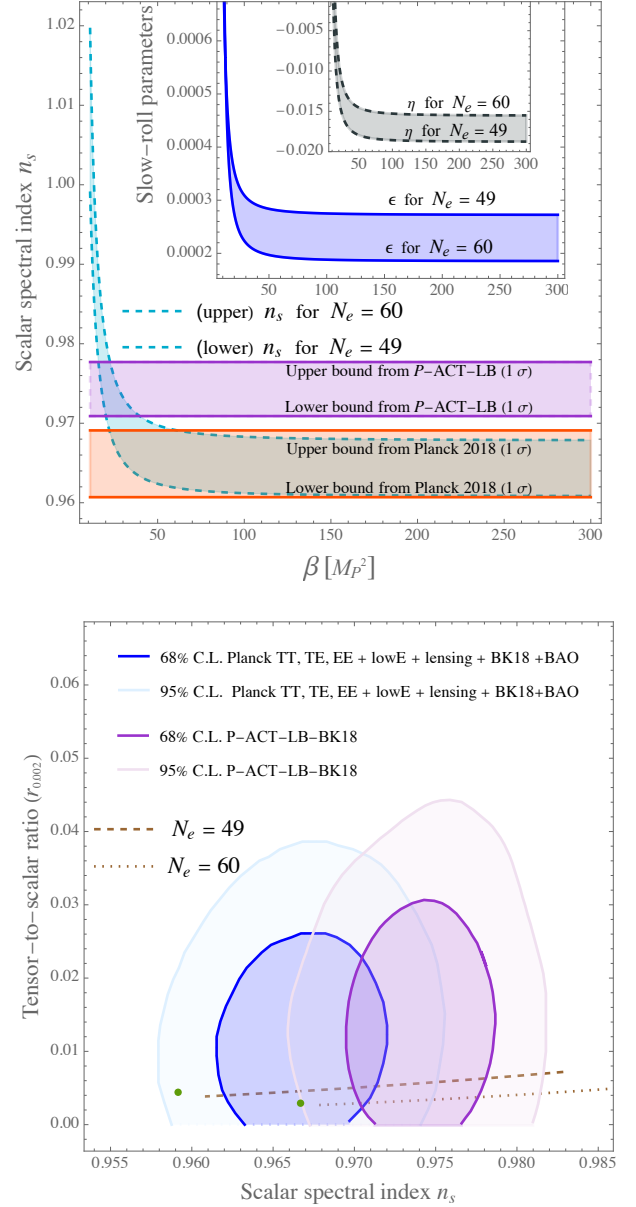 1.02
1.01
1.00
0.99
0.98
0.97
0.96
Scalar spectral index n_s
50
100
150
200
250
300
β [M_P²]
Slow−roll parameters
0.0006
0.0005
0.0004
0.0003
0.0002
50
100
150
200
250
300
ϵ for N_e = 49
ϵ for N_e = 60
−0.005
−0.010
−0.015
−0.020
50
100
150
200
250
300
η for N_e = 60
η for N_e = 49
(upper) n_s for N_e = 60
(lower) n_s for N_e = 49
Upper bound from P−ACT−LB (1 σ)
Lower bound from P−ACT−LB (1 σ)
Upper bound from Planck 2018 (1 σ)
Lower bound from Planck 2018 (1 σ)
68% C.L. Planck TT, TE, EE + lowE + lensing + BK18 +BAO
95% C.L. Planck TT, TE, EE + lowE + lensing + BK18+BAO
68% C.L. P−ACT−LB−BK18
95% C.L. P−ACT−LB−BK18
N_e = 49
N_e = 60
Tensor−to−scalar ratio (r_0.002)
0.06
0.05
0.04
0.03
0.02
0.01
0.00
0.955
0.960
0.965
0.970
0.975
0.980
0.985
Scalar spectral index n_s